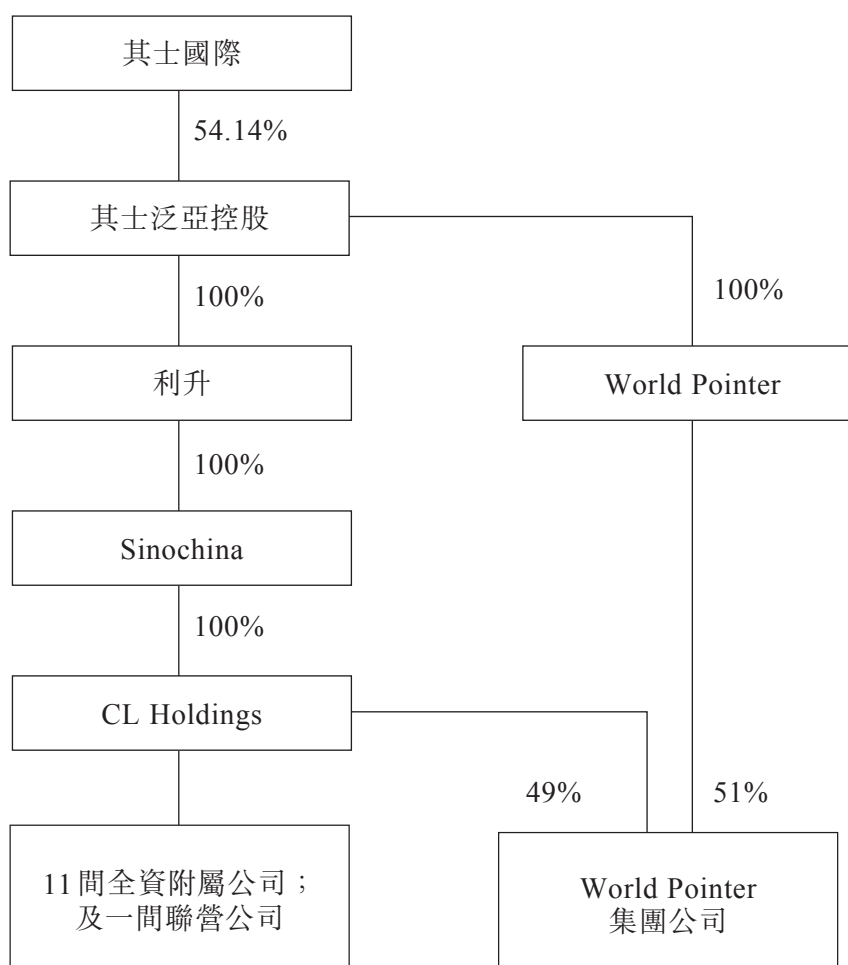 其士國際
54.14%
其士泛亞控股
100%
100%
利升
World Pointer
100%
Sinochina
100%
CL Holdings
49%
51%
11間全資附屬公司；
及一間聯營公司
World Pointer
集團公司